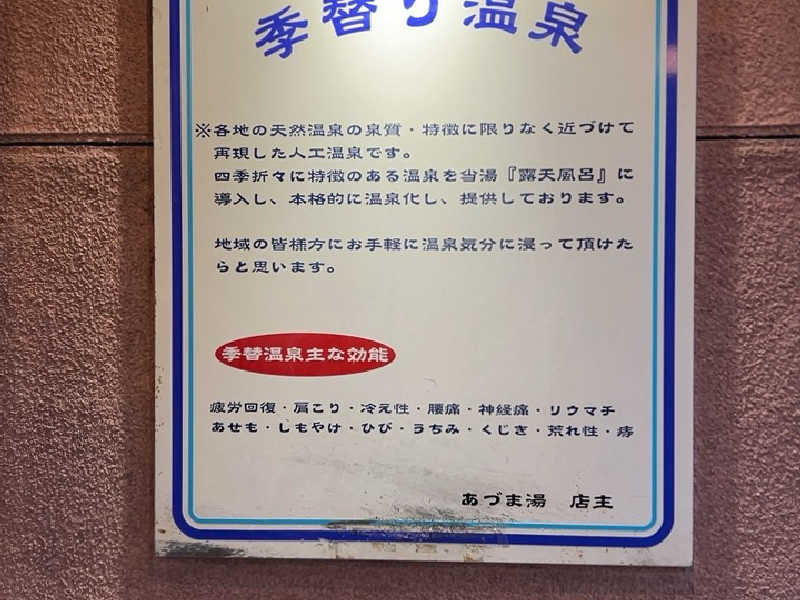 季替り温泉
※各地の天然温泉の泉質・特徴に限りなく近づけて
再現した人工温泉です。
四季折々に特徴のある温泉を当湯『露天風呂』に
導入し、本格的に温泉化し、提供しております。
地域の皆様方にお手軽に温泉気分に浸って頂けた
らと思います。
季替温泉主な効能
疲労回復・肩こり・冷え性・腰痛・神経痛・リウマチ
あせも・しもやけ・ひび・うちみ・くじき・荒れ性・痔
あづま湯 店主